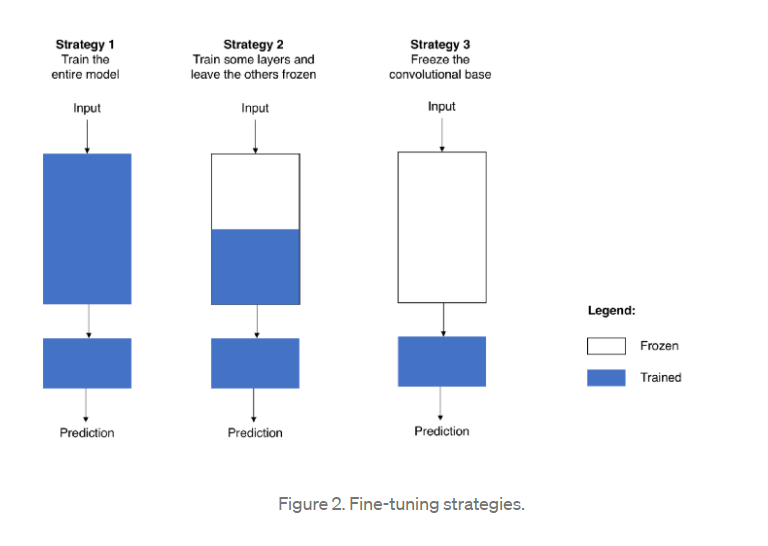 Strategy 1
Train the
entire model
Input
Prediction
Strategy 2
Train some layers and
leave the others frozen
Input
Prediction
Strategy 3
Freeze the
convolutional base
Input
Prediction
Legend:
Frozen
Trained
Figure 2. Fine-tuning strategies.